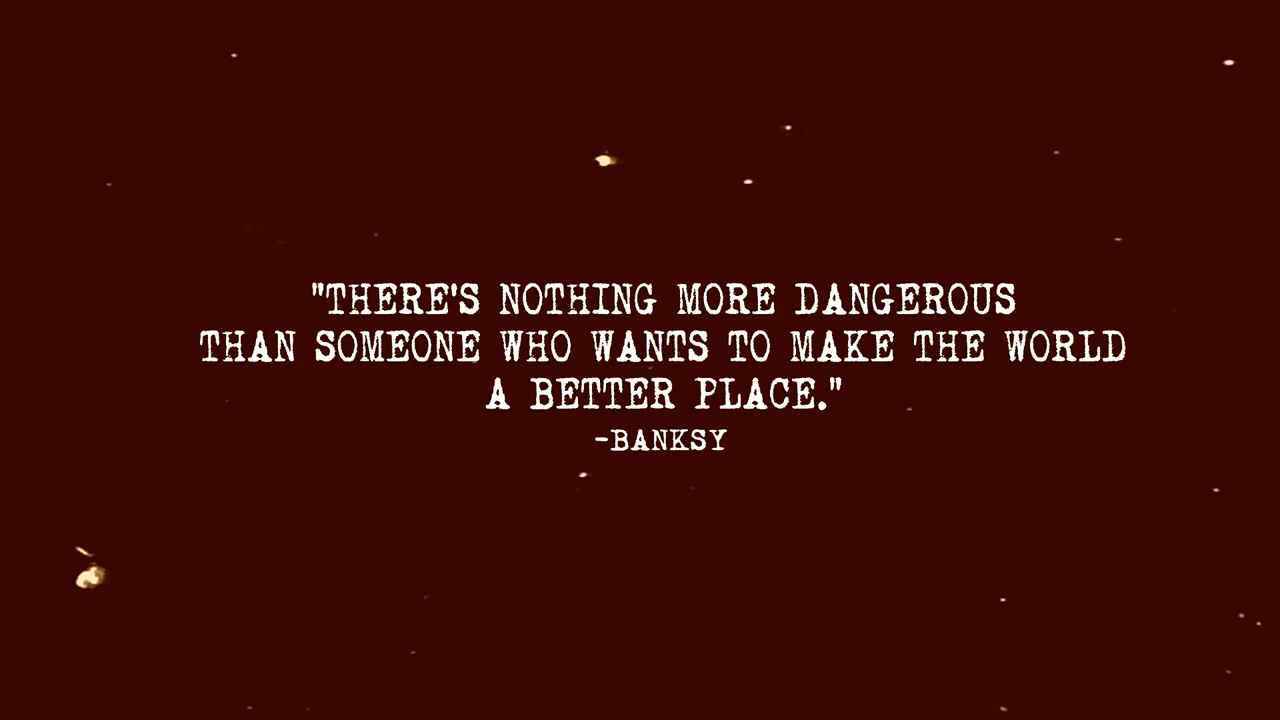 "THERE'S NOTHING MORE DANGEROUS
THAN SOMEONE WHO WANTS TO MAKE THE WORLD
A BETTER PLACE."
-BANKSY